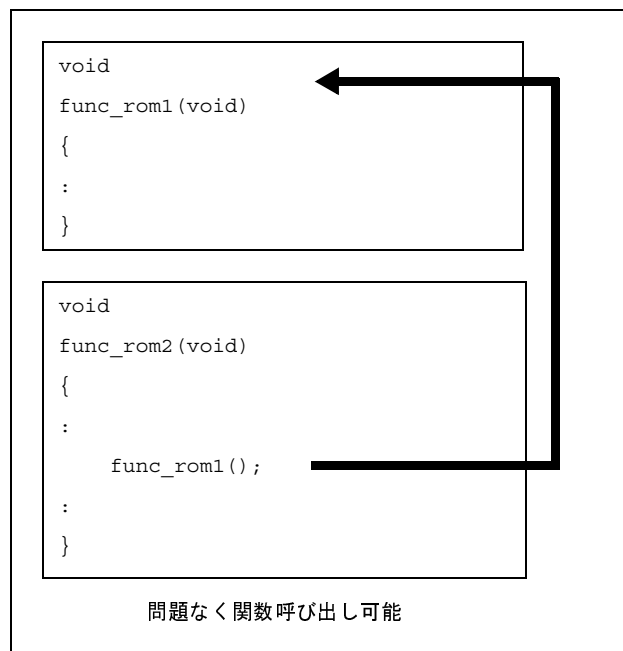 void
func_rom1(void)
{
:
}
void
func_rom2(void)
{
:
func_rom1();
:
}
問題なく関数呼び出し可能